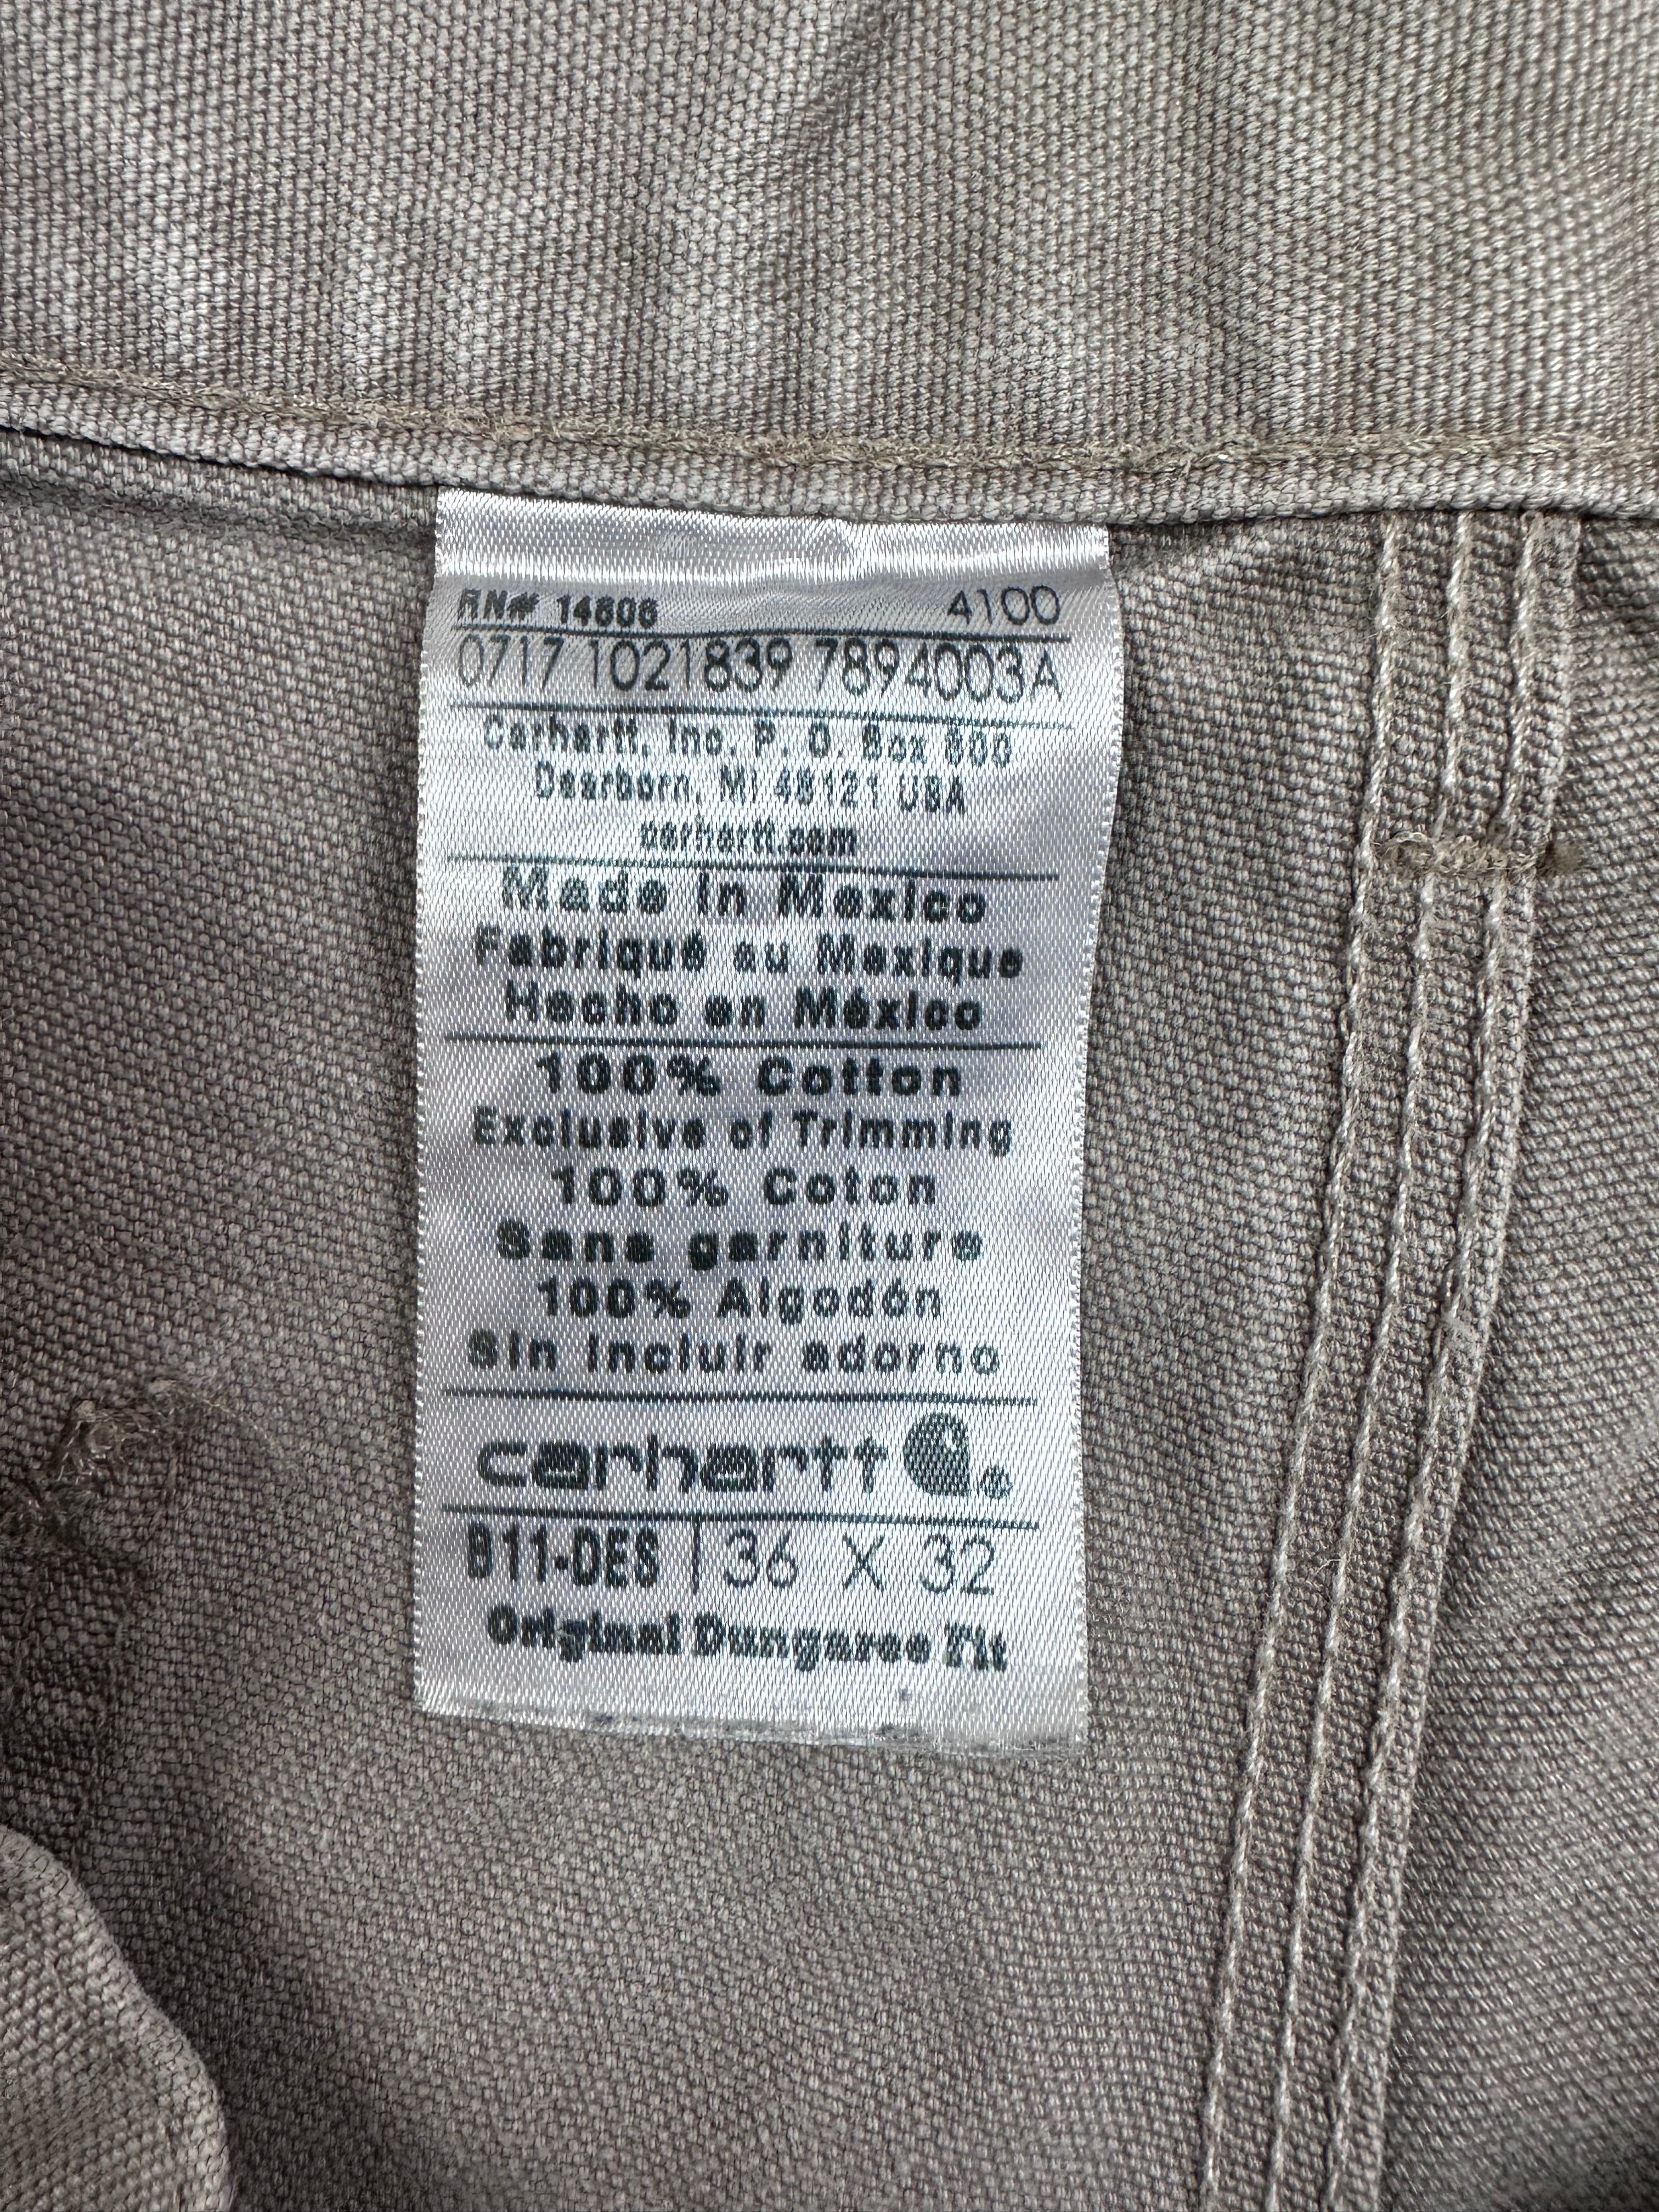 RN# 14806 4100
0717 1021839 7894003A
Carhartt, Inc. P. O. Box 600
Dearborn, MI 48121 USA
carhartt.com
Made in Mexico
Fabriqué au Mexique
Hecho en México
100% Cotton
Exclusive of Trimming
100% Coton
Sans garniture
100% Algodón
Sin incluir adorno
carhartt ®
B11-DES | 36 X 32
Original Dungaree Fit